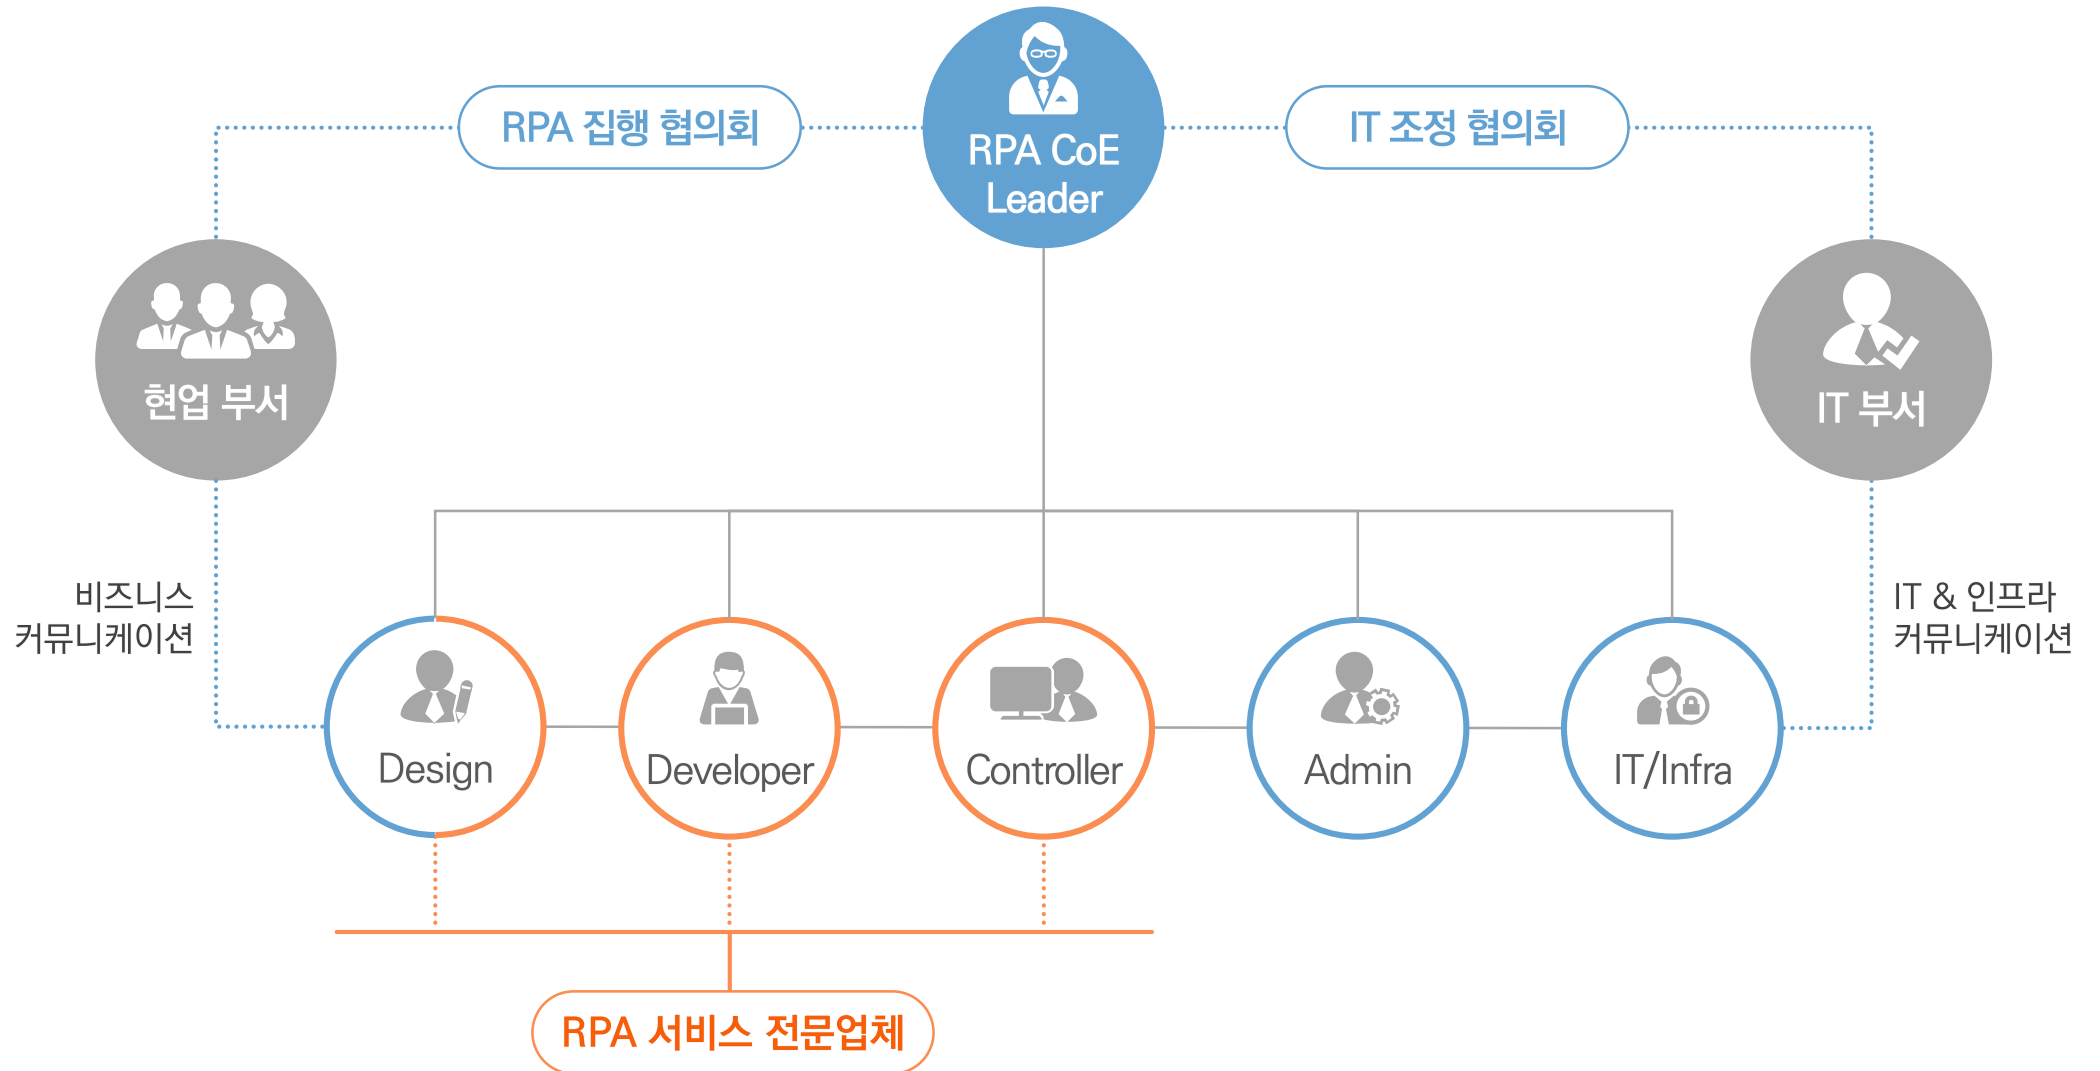 RPA 집행 협의회
RPA CoE
Leader
IT 조정 협의회
현업 부서
IT 부서
비즈니스
커뮤니케이션
IT & 인프라
커뮤니케이션
Design
Developer
Controller
Admin
IT/Infra
RPA 서비스 전문업체